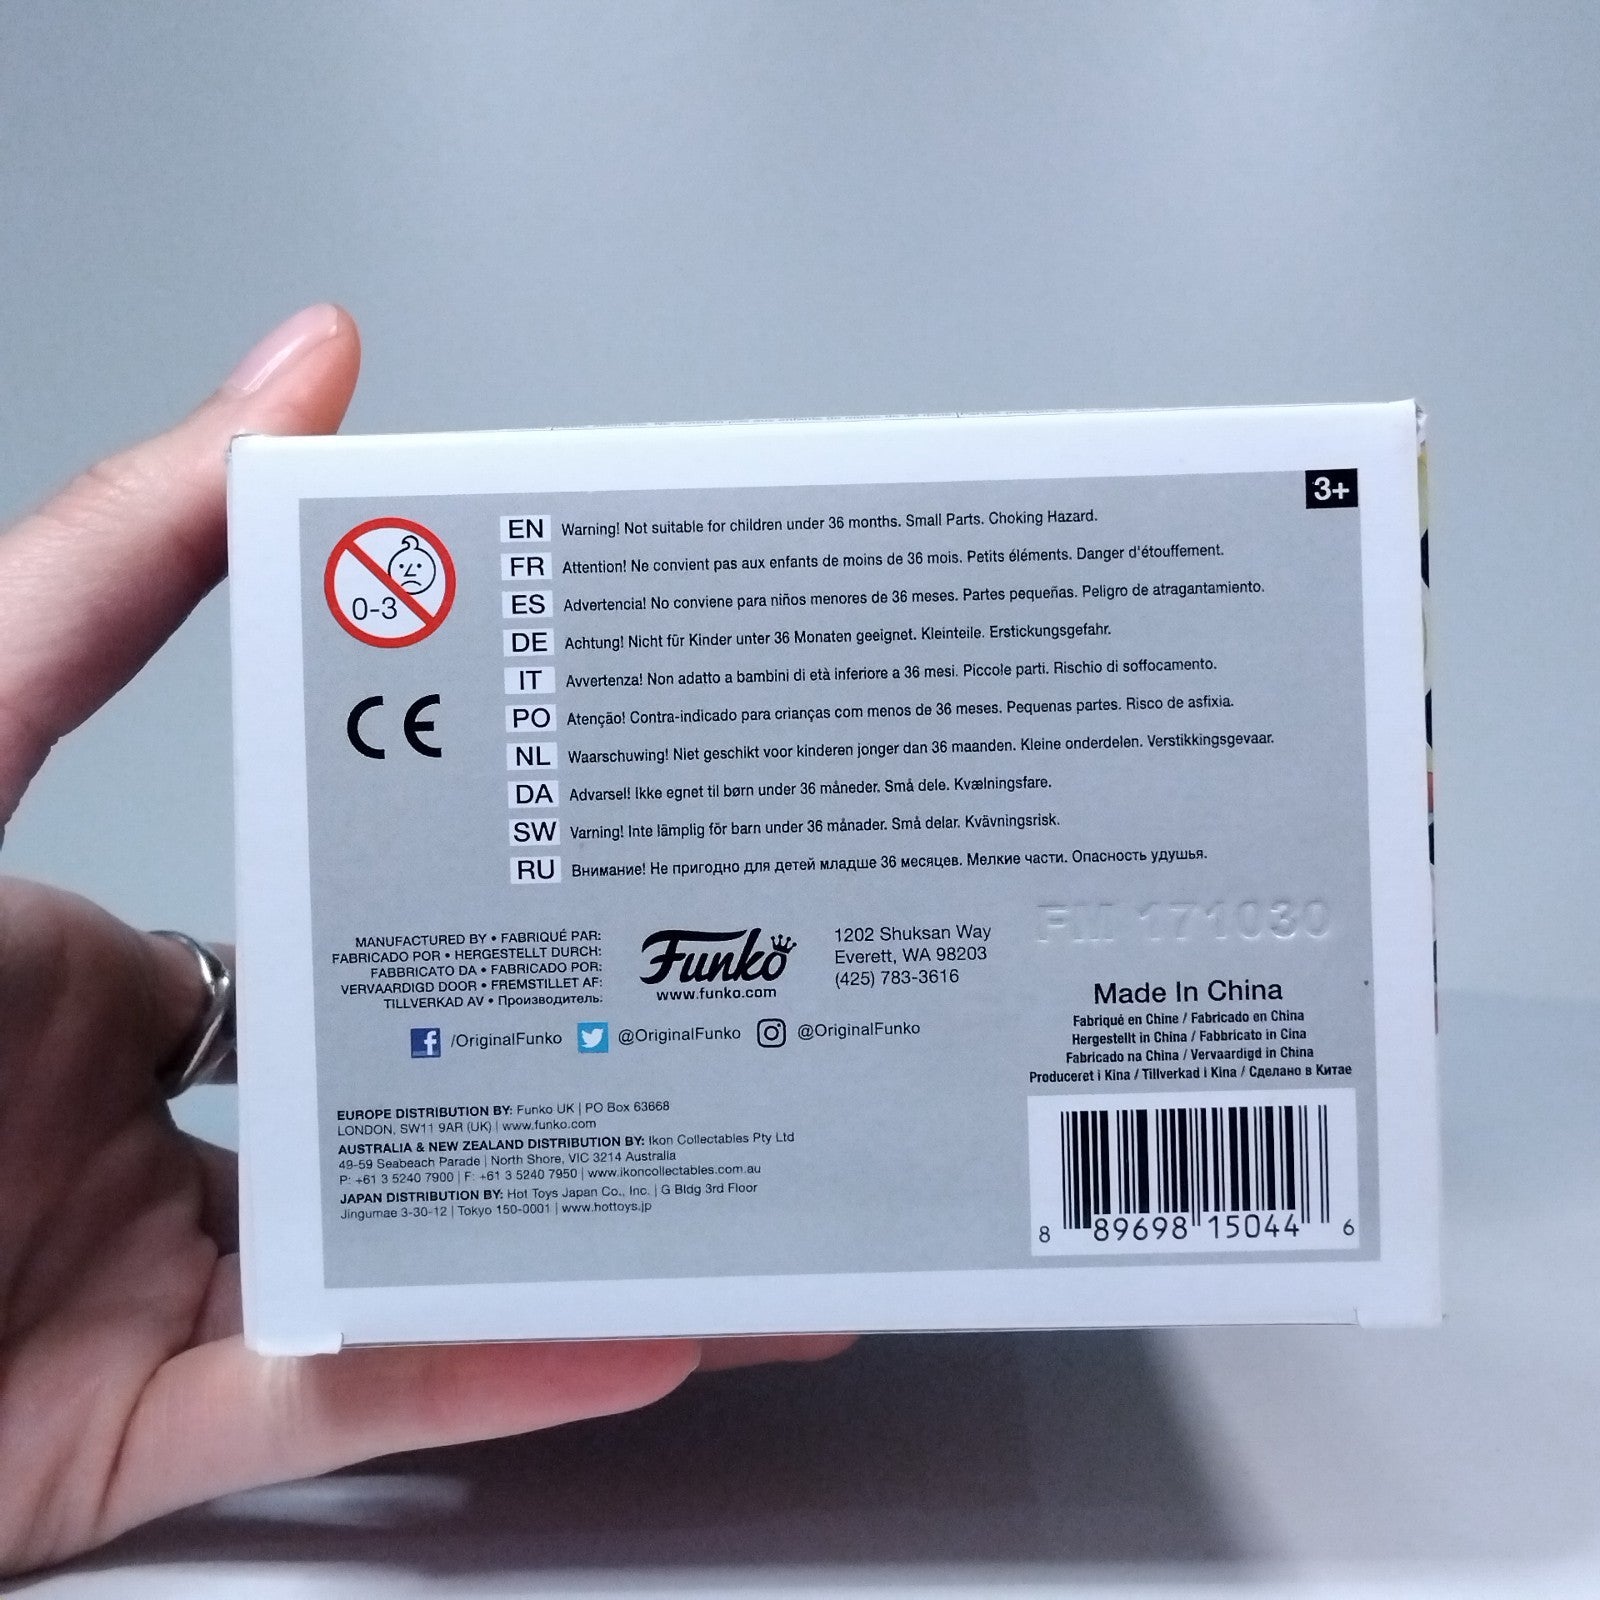 3+
0-3
EN Warning! Not suitable for children under 36 months. Small Parts. Choking Hazard.
FR Attention! Ne convient pas aux enfants de moins de 36 mois. Petits éléments. Danger d'étouffement.
ES Advertencia! No conviene para niños menores de 36 meses. Partes pequeñas. Peligro de atragantamiento.
DE Achtung! Nicht für Kinder unter 36 Monaten geeignet. Kleinteile. Erstickungsgefahr.
IT Avvertenza! Non adatto a bambini di età inferiore a 36 mesi. Piccole parti. Rischio di soffocamento.
PO Atenção! Contra-indicado para crianças com menos de 36 meses. Pequenas partes. Risco de asfixia.
NL Waarschuwing! Niet geschikt voor kinderen jonger dan 36 maanden. Kleine onderdelen. Verstikkingsgevaar.
DA Advarsel! Ikke egnet til børn under 36 måneder. Små dele. Kvælningsfare.
SW Varning! Inte lämplig för barn under 36 månader. Små delar. Kvävningsrisk.
RU Внимание! Не пригодно для детей младше 36 месяцев. Мелкие части. Опасность удушья.
CE
MANUFACTURED BY • FABRIQUÉ PAR:
FABRICADO POR • HERGESTELLT DURCH:
FABBRICATO DA • FABRICADO POR:
VERVAARDIGD DOOR • FREMSTILLET AF:
TILLVERKAD AV • Производитель:
Funko
www.funko.com
1202 Shuksan Way
Everett, WA 98203
(425) 783-3616
/OriginalFunko @OriginalFunko @OriginalFunko
FM 171030
Made In China
Fabriqué en Chine / Fabricado en China
Hergestellt in China / Fabbricato in Cina
Fabricado na China / Vervaardigd in China
Produceret i Kina / Tillverkad i Kina / Сделано в Китае
EUROPE DISTRIBUTION BY: Funko UK | PO Box 63668
LONDON, SW11 9AR (UK) | www.funko.com
AUSTRALIA & NEW ZEALAND DISTRIBUTION BY: Ikon Collectables Pty Ltd
49-59 Seabeach Parade | North Shore, VIC 3214 Australia
P: +61 3 5240 7900 | F: +61 3 5240 7950 | www.ikoncollectables.com.au
JAPAN DISTRIBUTION BY: Hot Toys Japan Co., Inc. | G Bldg 3rd Floor
Jingumae 3-30-12 | Tokyo 150-0001 | www.hottoys.jp
8 89698 15044 6